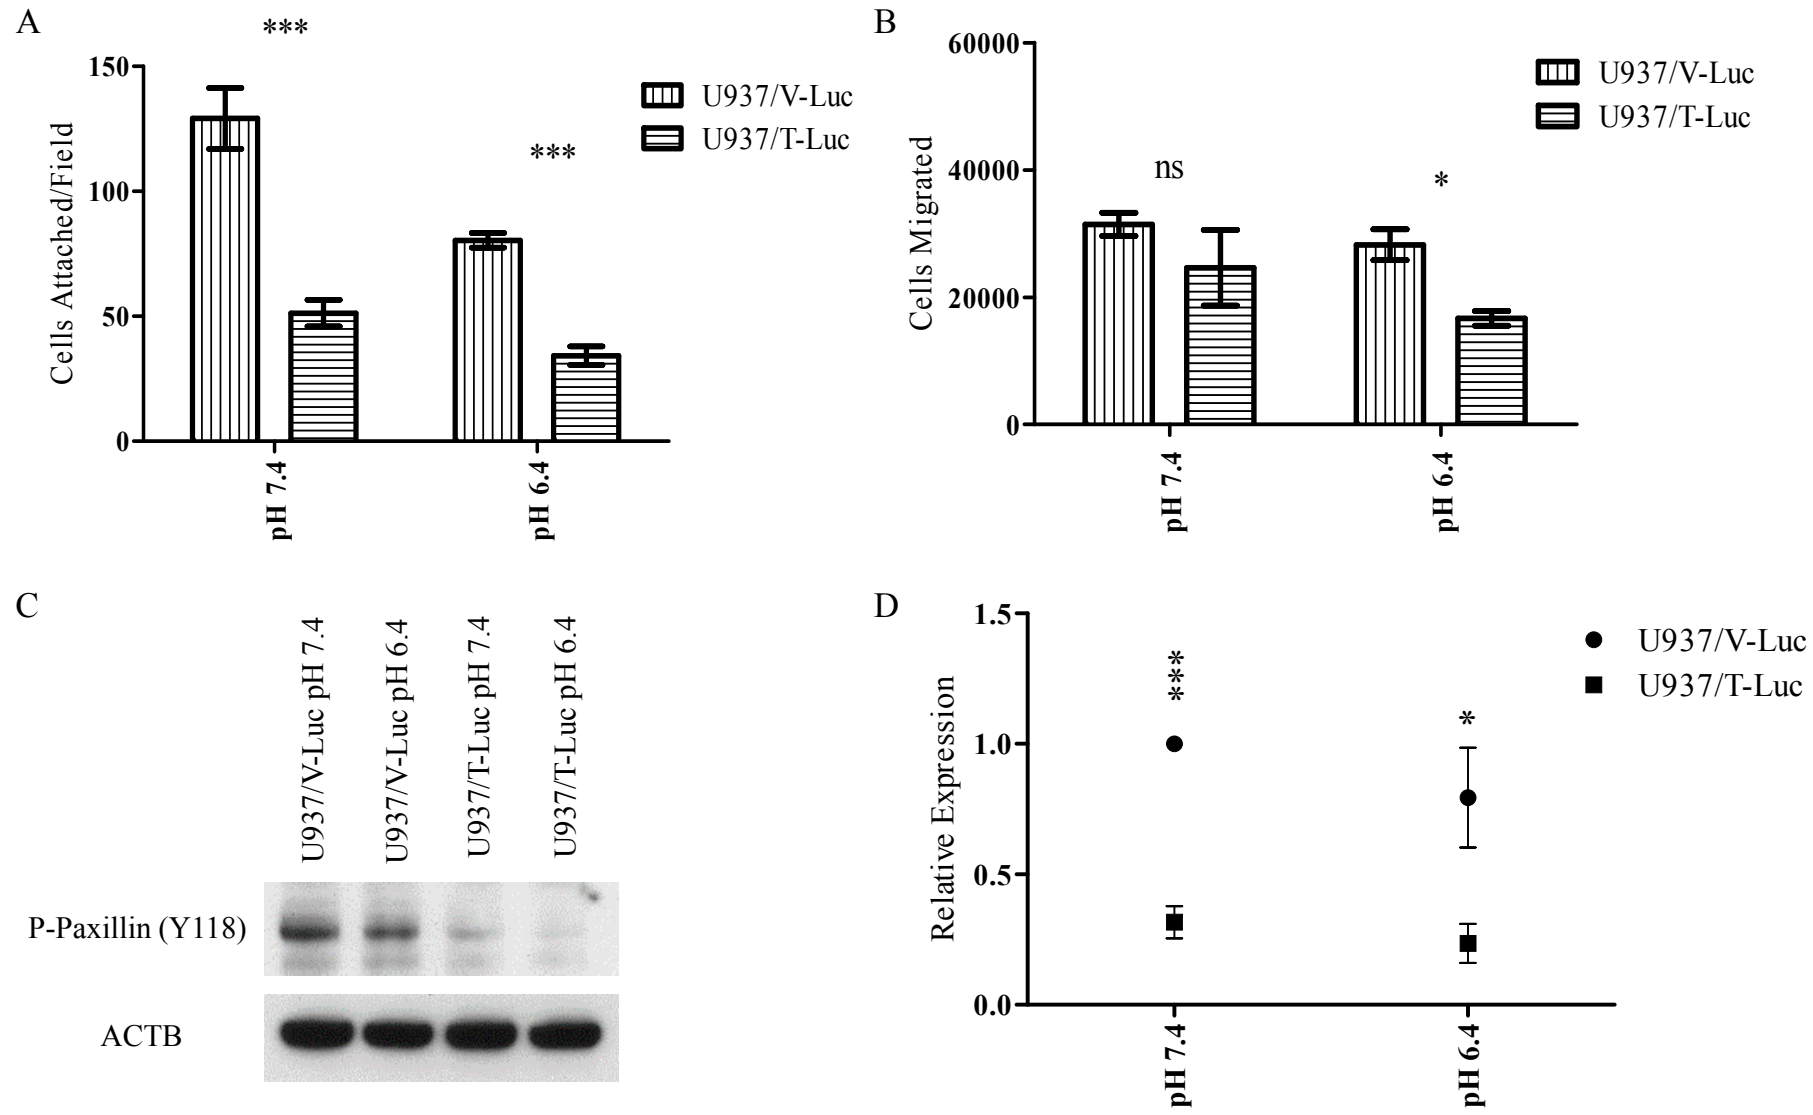 A
***
150
100
50
0
Cells Attached/Field
***
U937/V-Luc
U937/T-Luc
pH 7.4
pH 6.4
B
60000
40000
20000
0
Cells Migrated
ns
*
U937/V-Luc
U937/T-Luc
pH 7.4
pH 6.4
C
U937/V-Luc pH 7.4
U937/V-Luc pH 6.4
U937/T-Luc pH 7.4
U937/T-Luc pH 6.4
P-Paxillin (Y118)
ACTB
D
1.5
1.0
0.5
0.0
Relative Expression
***
*
U937/V-Luc
U937/T-Luc
pH 7.4
pH 6.4